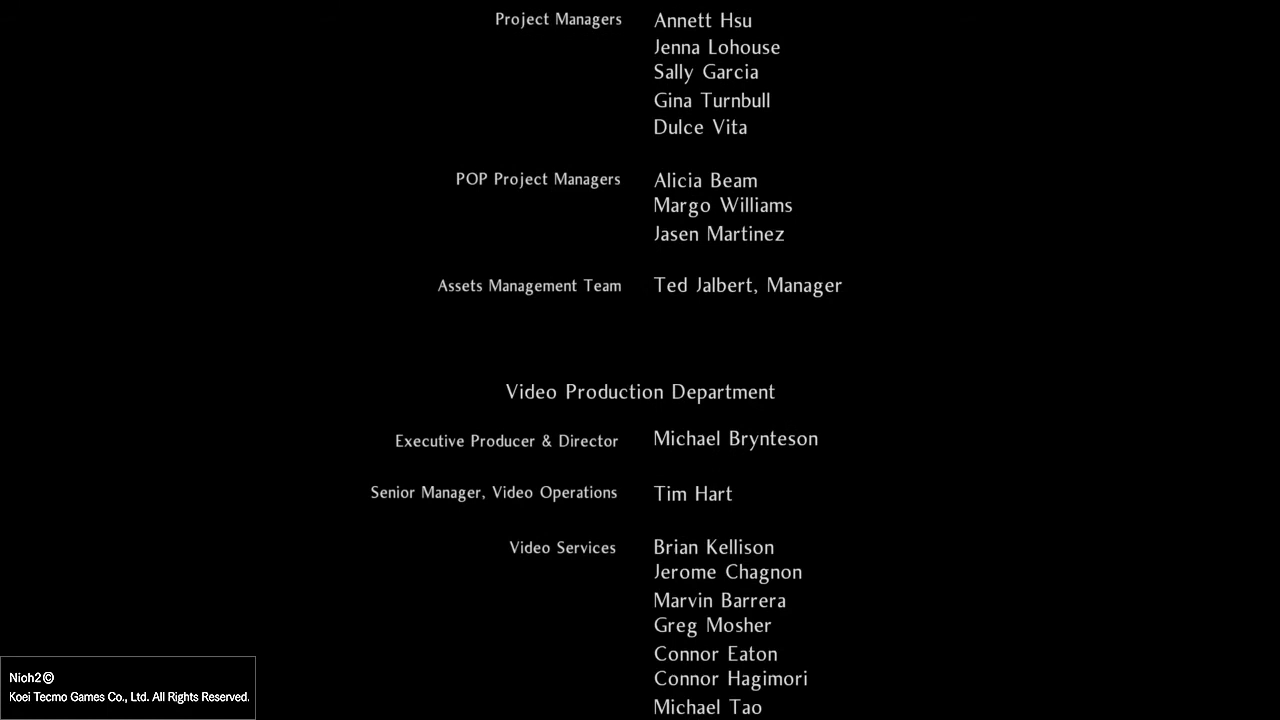 Project Managers Annett Hsu
Jenna Lohouse
Sally Garcia
Gina Turnbull
Dulce Vita
POP Project Managers Alicia Beam
Margo Williams
Jasen Martinez
Assets Management Team Ted Jalbert, Manager
Video Production Department
Executive Producer & Director Michael Brynteson
Senior Manager, Video Operations Tim Hart
Video Services Brian Kellison
Jerome Chagnon
Marvin Barrera
Greg Mosher
Connor Eaton
Connor Hagimori
Michael Tao
Nioh2©
Koei Tecmo Games Co., Ltd. All Rights Reserved.